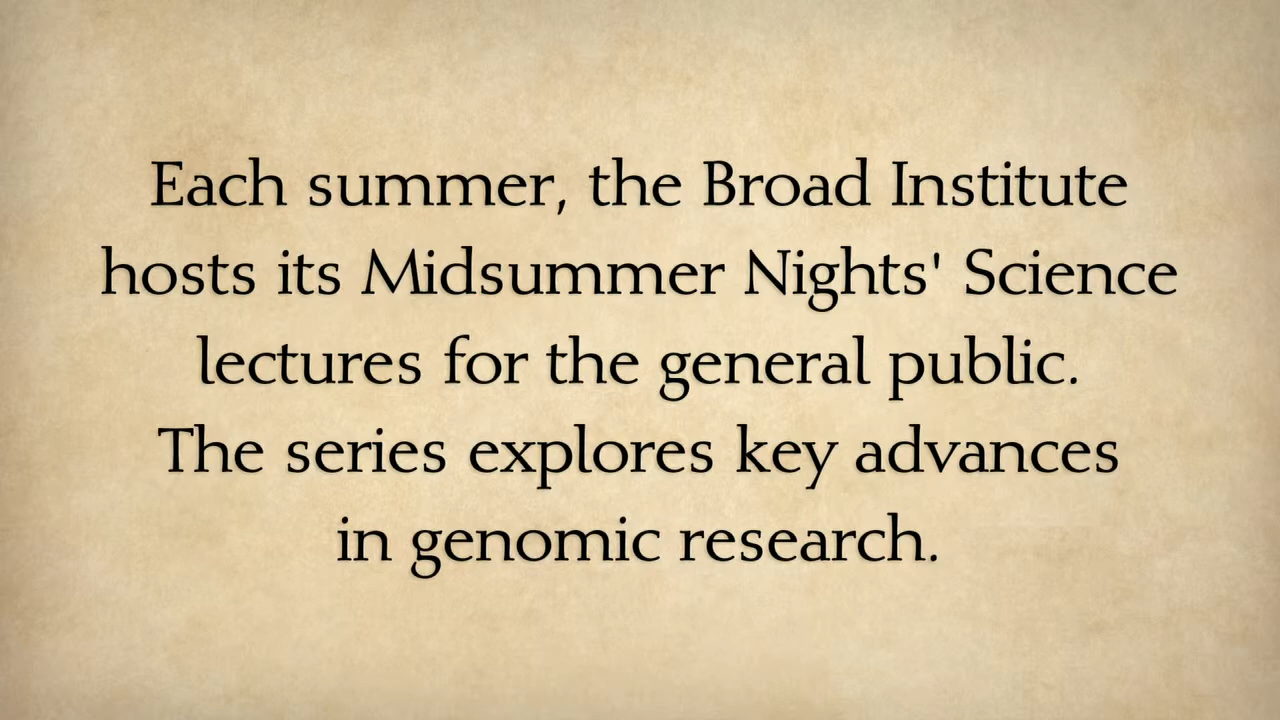 Each summer, the Broad Institute
hosts its Midsummer Nights' Science
lectures for the general public.
The series explores key advances
in genomic research.